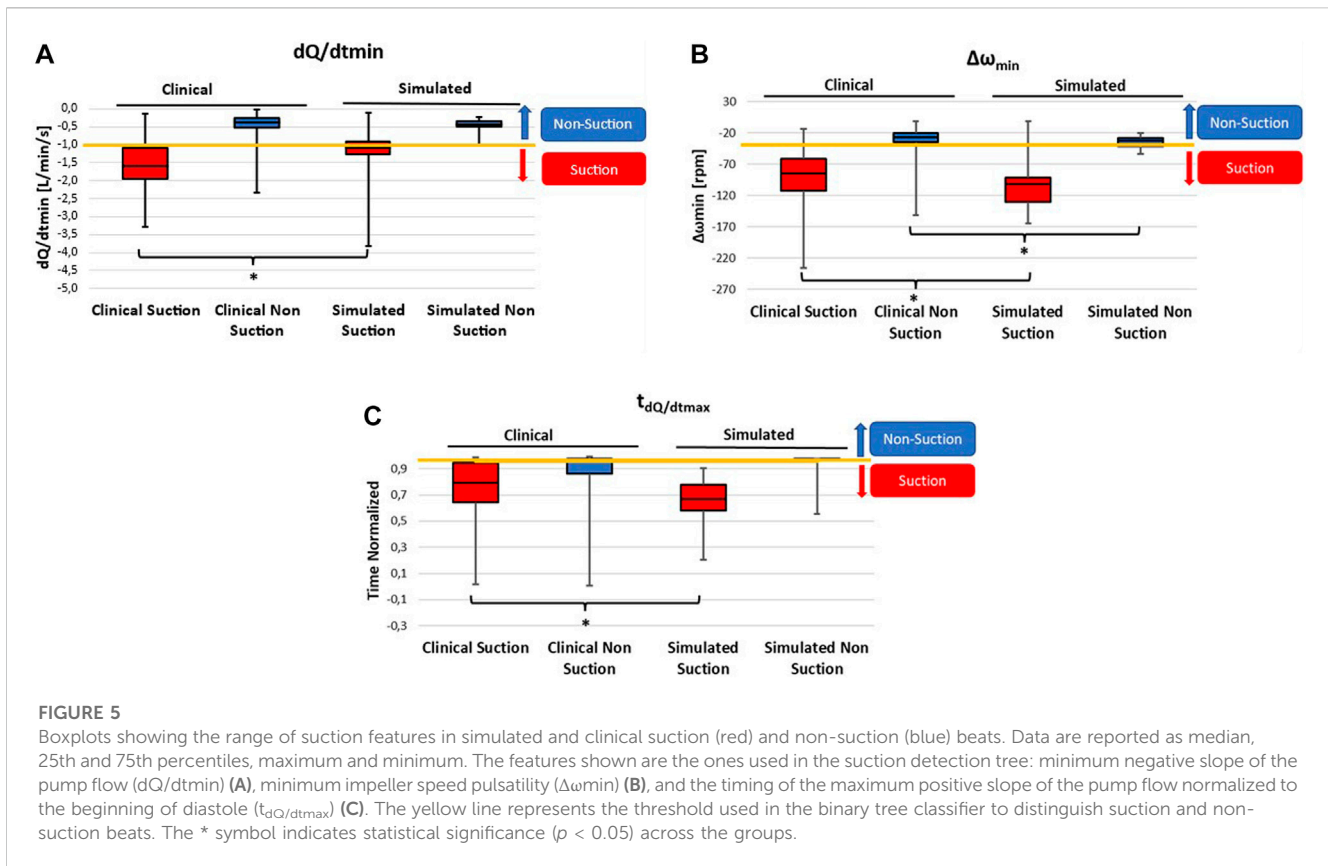 A
dQ/dtmin
Clinical Simulated
dQ/dtmin [L/min/s]
0,0
-0,5
-1,0
-1,5
-2,0
-2,5
-3,0
-3,5
-4,0
-4,5
-5,0
Non-Suction
Suction
*
Clinical Suction Clinical Non Suction Simulated Suction Simulated Non Suction
B
Δω_min
Clinical Simulated
Δωmin [rpm]
30
-20
-70
-120
-170
-220
-270
Non-Suction
Suction
*
*
Clinical Suction Clinical Non Suction Simulated Suction Simulated Non Suction
C
t_dQ/dtmax
Clinical Simulated
Time Normalized
0,9
0,7
0,5
0,3
0,1
-0,1
-0,3
Non-Suction
Suction
*
Clinical Suction Clinical Non Suction Simulated Suction Simulated Non Suction
FIGURE 5
Boxplots showing the range of suction features in simulated and clinical suction (red) and non-suction (blue) beats. Data are reported as median,
25th and 75th percentiles, maximum and minimum. The features shown are the ones used in the suction detection tree: minimum negative slope of the
pump flow (dQ/dtmin) (A), minimum impeller speed pulsatility (Δωmin) (B), and the timing of the maximum positive slope of the pump flow normalized to
the beginning of diastole (t_dQ/dtmax) (C). The yellow line represents the threshold used in the binary tree classifier to distinguish suction and non-
suction beats. The * symbol indicates statistical significance (p < 0.05) across the groups.